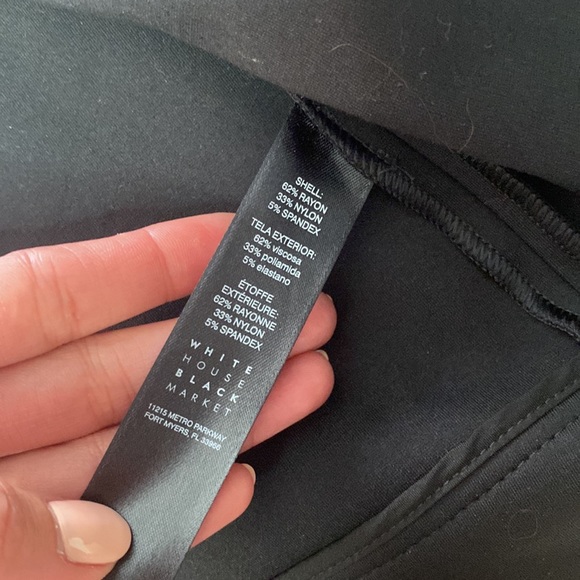 SHELL:
62% RAYON
33% NYLON
5% SPANDEX
TELA EXTERIOR:
62% viscosa
33% poliamida
5% elastano
ÉTOFFE
EXTÉRIEURE:
62% RAYONNE
33% NYLON
5% SPANDEX
WHITE
HOUSE
BLACK
MARKET
11215 METRO PARKWAY
FORT MYERS, FL 33966